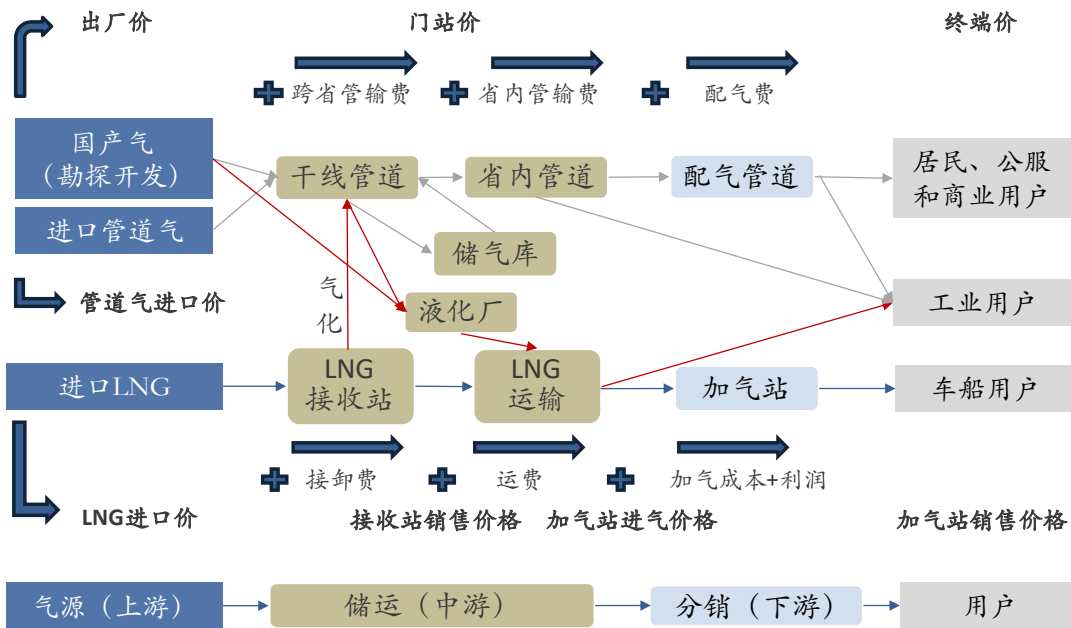 出厂价
门站价
终端价
跨省管输费
省内管输费
配气费
国产气
（勘探开发）
干线管道
省内管道
配气管道
居民、公服
和商业用户
进口管道气
储气库
管道气进口价
气
化
液化厂
工业用户
进口LNG
LNG
接收站
LNG
运输
加气站
车船用户
接卸费
运费
加气成本+利润
LNG进口价
接收站销售价格
加气站进气价格
加气站销售价格
气源（上游）
储运（中游）
分销（下游）
用户